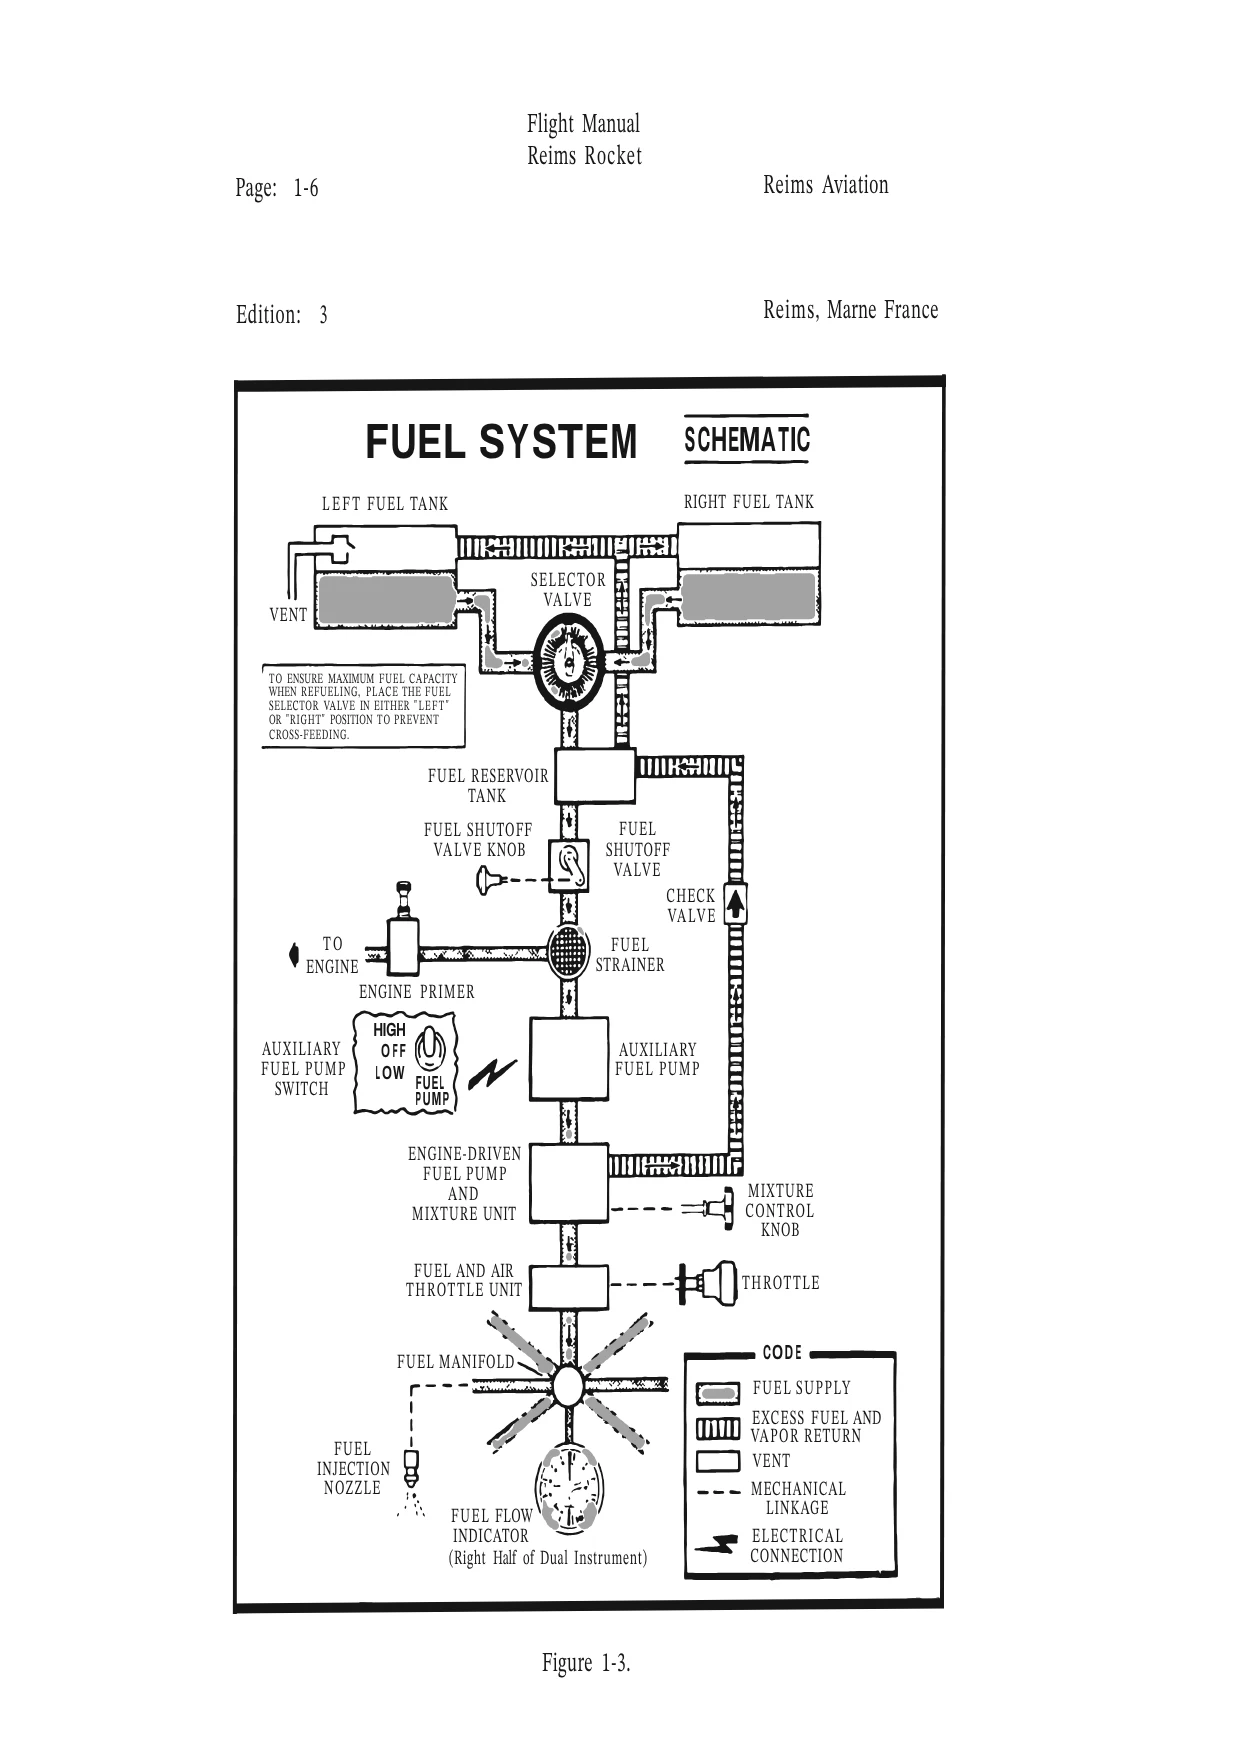 Flight Manual
Reims Rocket
Page: 1-6
Reims Aviation
Edition: 3
Reims, Marne France
FUEL SYSTEM SCHEMATIC
LEFT FUEL TANK
RIGHT FUEL TANK
SELECTOR
VALVE
VENT
TO ENSURE MAXIMUM FUEL CAPACITY
WHEN REFUELING, PLACE THE FUEL
SELECTOR VALVE IN EITHER "LEFT"
OR "RIGHT" POSITION TO PREVENT
CROSS-FEEDING.
FUEL RESERVOIR
TANK
FUEL SHUTOFF
VALVE KNOB
FUEL
SHUTOFF
VALVE
CHECK
VALVE
TO
ENGINE
FUEL
STRAINER
ENGINE PRIMER
AUXILIARY
FUEL PUMP
SWITCH
HIGH
OFF
LOW
FUEL
PUMP
AUXILIARY
FUEL PUMP
ENGINE-DRIVEN
FUEL PUMP
AND
MIXTURE UNIT
MIXTURE
CONTROL
KNOB
FUEL AND AIR
THROTTLE UNIT
THROTTLE
FUEL MANIFOLD
FUEL
INJECTION
NOZZLE
FUEL FLOW
INDICATOR
(Right Half of Dual Instrument)
CODE
FUEL SUPPLY
EXCESS FUEL AND
VAPOR RETURN
VENT
MECHANICAL
LINKAGE
ELECTRICAL
CONNECTION
Figure 1-3.